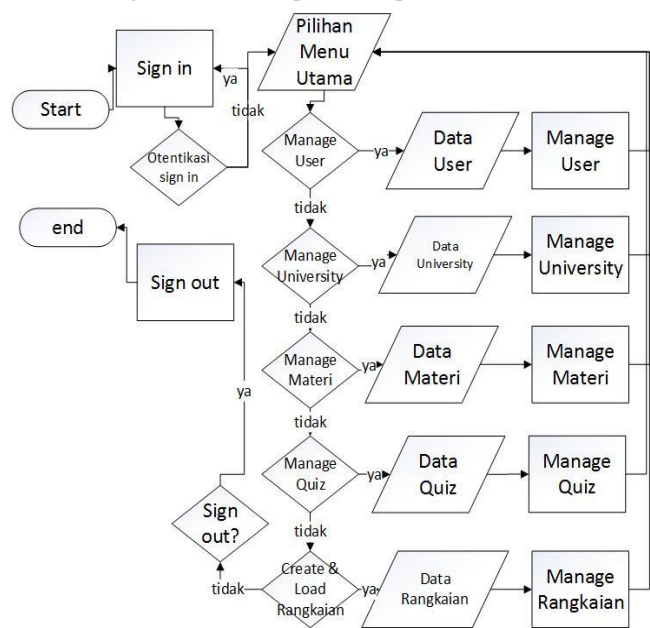 Pilihan
Menu
Utama
Sign in
ya
tidak
Start
Otentikasi
sign in
Manage
User
ya
Data
User
Manage
User
tidak
end
Sign out
Manage
University
ya
Data
University
Manage
University
tidak
Manage
Materi
ya
Data
Materi
Manage
Materi
ya
tidak
Manage
Quiz
ya
Data
Quiz
Manage
Quiz
Sign
out?
tidak
tidak
Create &
Load
Rangkaian
ya
Data
Rangkaian
Manage
Rangkaian